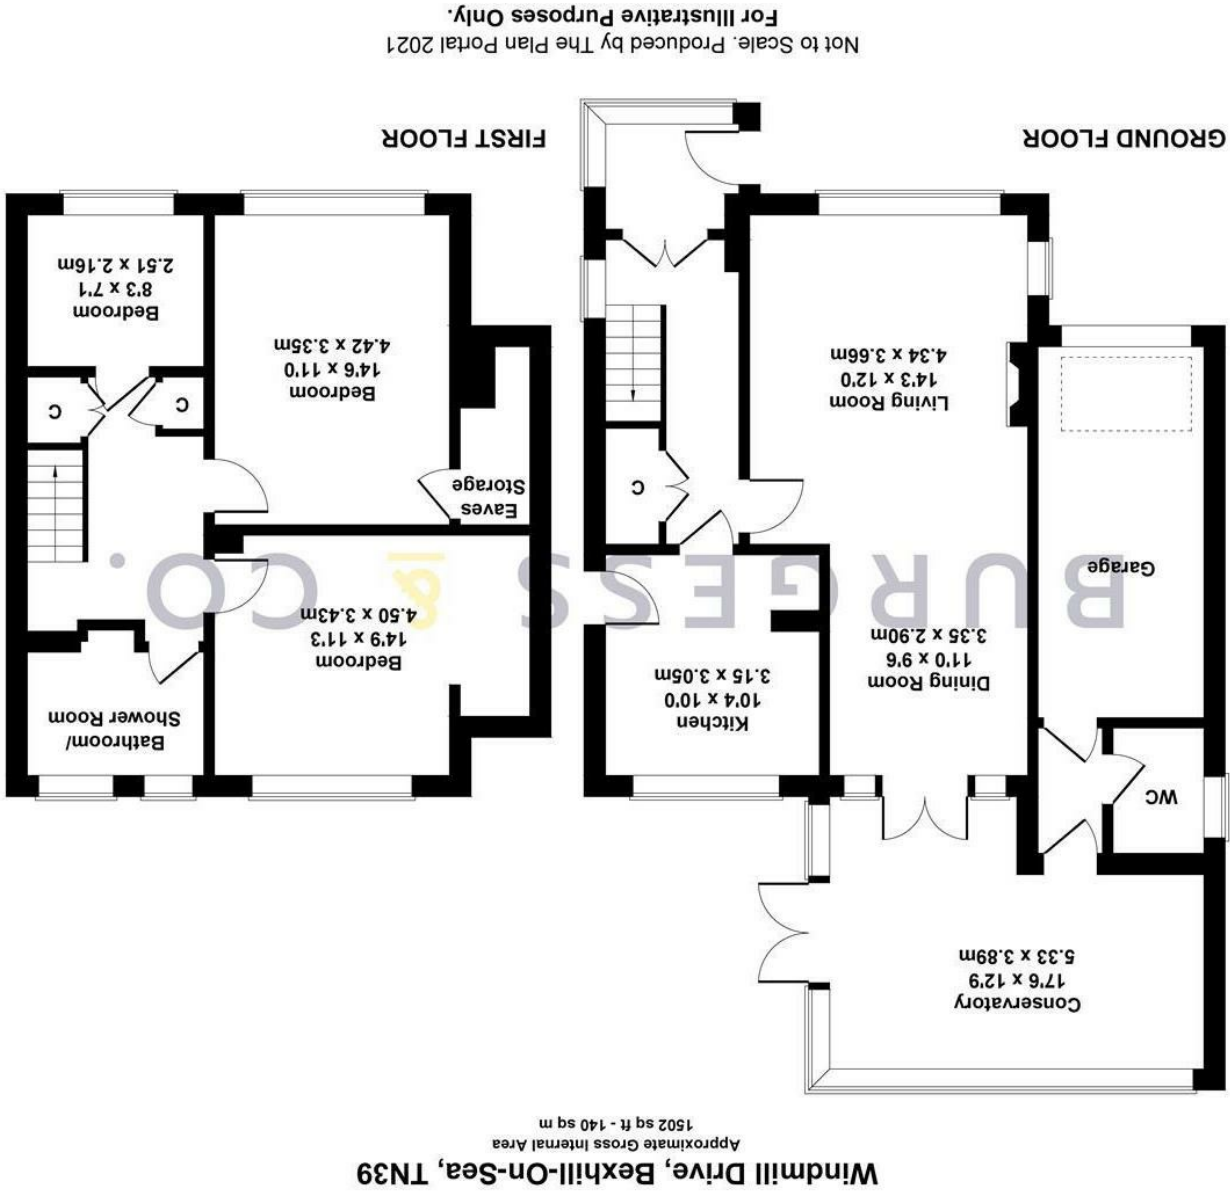 Windmill Drive, Bexhill-On-Sea, TN39
Approximate Gross Internal Area
1502 sq ft - 140 sq m
Conservatory
17'6 x 12'9
5.33 x 3.89m
WC
Dining Room
11'0 x 9'6
3.35 x 2.90m
Kitchen
10'4 x 10'0
3.15 x 3.05m
Garage
Living Room
14'3 x 12'0
4.34 x 3.66m
C
GROUND FLOOR
Bathroom/
Shower Room
Bedroom
14'9 x 11'3
4.50 x 3.43m
Eaves
Storage
Bedroom
14'6 x 11'0
4.42 x 3.35m
C
C
Bedroom
8'3 x 7'1
2.51 x 2.16m
FIRST FLOOR
BURGESS & CO.
Not to Scale. Produced by The Plan Portal 2021
For Illustrative Purposes Only.